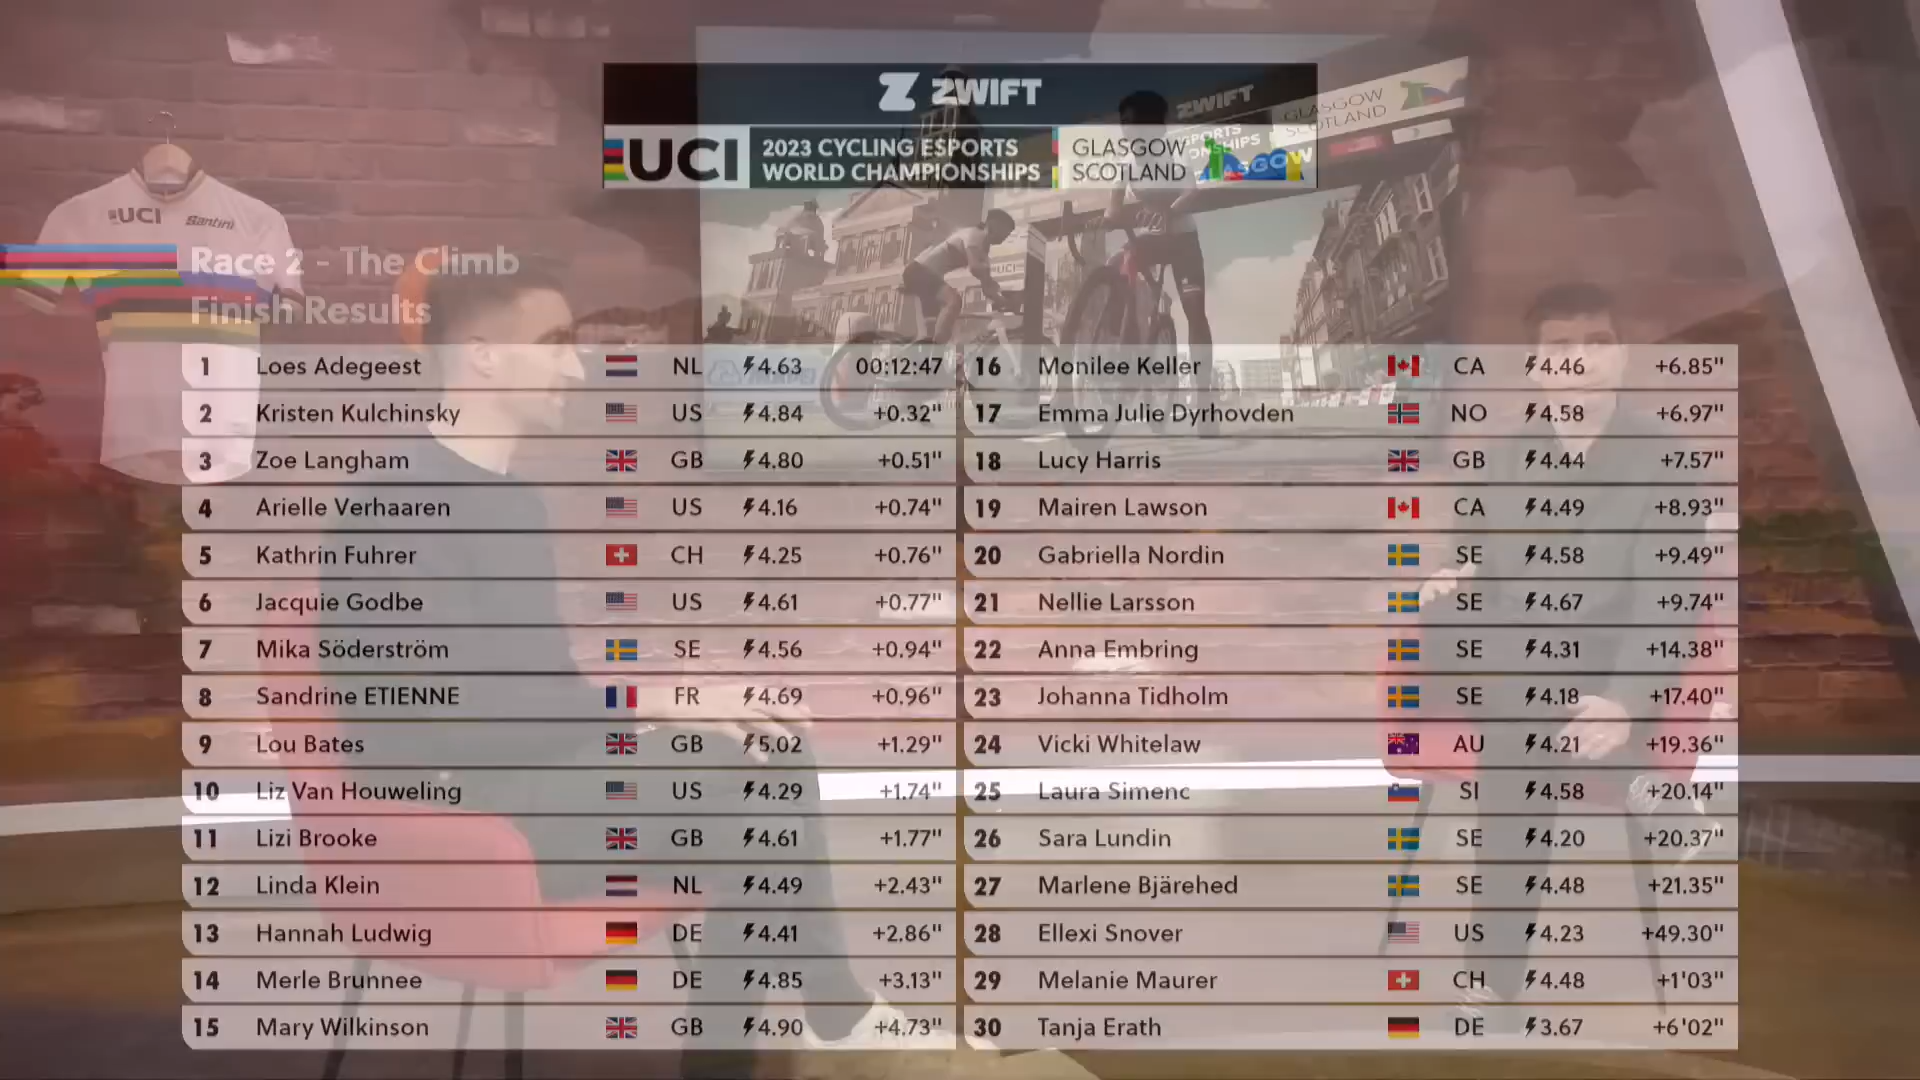 ZWIFT
UCI 2023 CYCLING ESPORTS WORLD CHAMPIONSHIPS
GLASGOW SCOTLAND
ZWIFT
GLASGOW
SCOTLAND
UCI Santini
Race 2 - The Climb
Finish Results
1 Loes Adegeest NL 4.63 00:12:47
2 Kristen Kulchinsky US 4.84 +0.32"
3 Zoe Langham GB 4.80 +0.51"
4 Arielle Verhaaren US 4.16 +0.74"
5 Kathrin Fuhrer CH 4.25 +0.76"
6 Jacquie Godbe US 4.61 +0.77"
7 Mika Söderström SE 4.56 +0.94"
8 Sandrine ETIENNE FR 4.69 +0.96"
9 Lou Bates GB 5.02 +1.29"
10 Liz Van Houweling US 4.29 +1.74"
11 Lizi Brooke GB 4.61 +1.77"
12 Linda Klein NL 4.49 +2.43"
13 Hannah Ludwig DE 4.41 +2.86"
14 Merle Brunnee DE 4.85 +3.13"
15 Mary Wilkinson GB 4.90 +4.73"
16 Monilee Keller CA 4.46 +6.85"
17 Emma Julie Dyrhovden NO 4.58 +6.97"
18 Lucy Harris GB 4.44 +7.57"
19 Mairen Lawson CA 4.49 +8.93"
20 Gabriella Nordin SE 4.58 +9.49"
21 Nellie Larsson SE 4.67 +9.74"
22 Anna Embring SE 4.31 +14.38"
23 Johanna Tidholm SE 4.18 +17.40"
24 Vicki Whitelaw AU 4.21 +19.36"
25 Laura Simenc SI 4.58 +20.14"
26 Sara Lundin SE 4.20 +20.37"
27 Marlene Bjärehed SE 4.48 +21.35"
28 Ellexi Snover US 4.23 +49.30"
29 Melanie Maurer CH 4.48 +1'03"
30 Tanja Erath DE 3.67 +6'02"